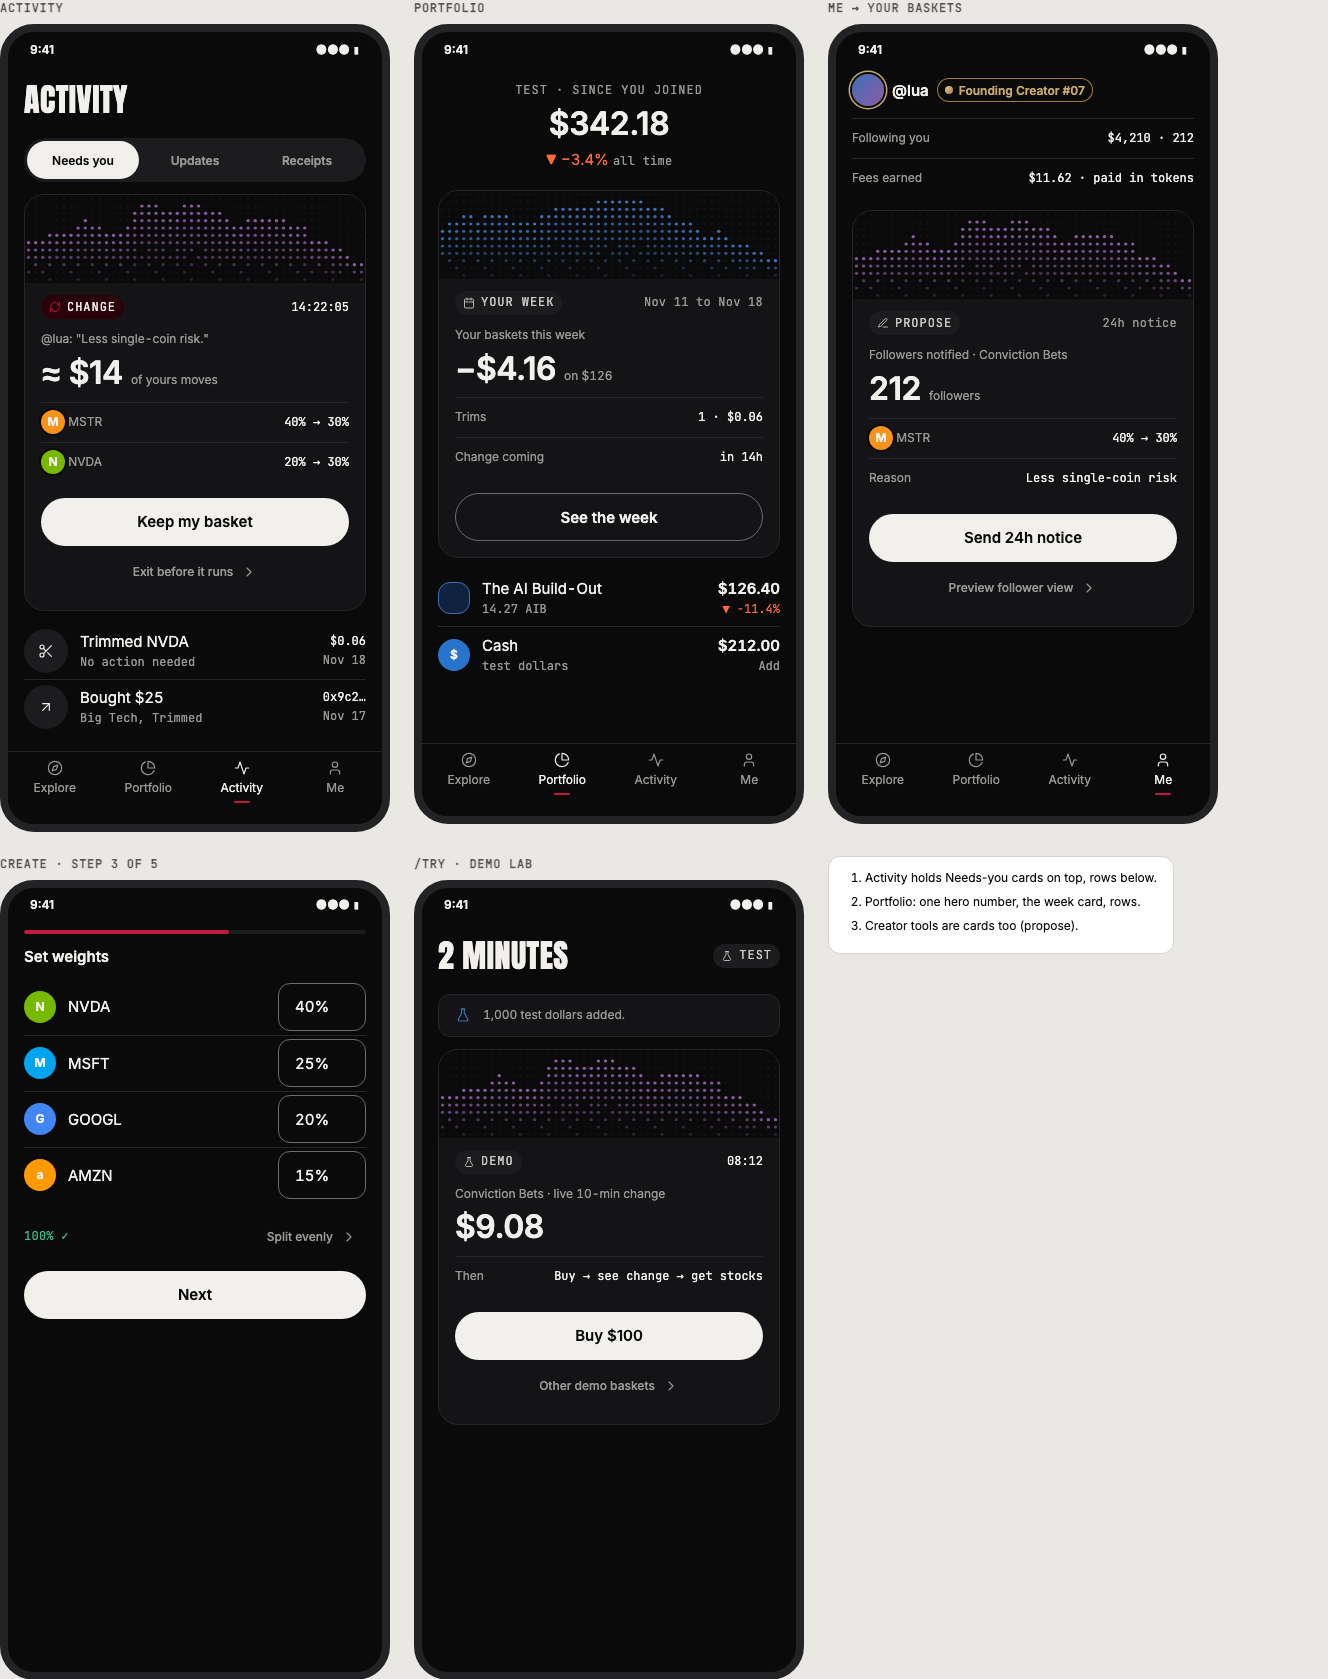 ACTIVITY
9:41
ACTIVITY
Needs you Updates Receipts
CHANGE 14:22:05
@lua: "Less single-coin risk."
≈ $14 of yours moves
M MSTR 40% → 30%
N NVDA 20% → 30%
Keep my basket
Exit before it runs
Trimmed NVDA $0.06
No action needed Nov 18
Bought $25 0x9c2…
Big Tech, Trimmed Nov 17
Explore Portfolio Activity Me
PORTFOLIO
9:41
TEST · SINCE YOU JOINED
$342.18
▼ −3.4% all time
YOUR WEEK Nov 11 to Nov 18
Your baskets this week
−$4.16 on $126
Trims 1 · $0.06
Change coming in 14h
See the week
The AI Build-Out $126.40
14.27 AIB ▼ -11.4%
$ Cash $212.00
test dollars Add
Explore Portfolio Activity Me
ME → YOUR BASKETS
9:41
@lua Founding Creator #07
Following you $4,210 · 212
Fees earned $11.62 · paid in tokens
PROPOSE 24h notice
Followers notified · Conviction Bets
212 followers
M MSTR 40% → 30%
Reason Less single-coin risk
Send 24h notice
Preview follower view
Explore Portfolio Activity Me
CREATE · STEP 3 OF 5
9:41
Set weights
N NVDA 40%
M MSFT 25%
G GOOGL 20%
a AMZN 15%
100% ✓ Split evenly
Next
/TRY · DEMO LAB
9:41
2 MINUTES TEST
1,000 test dollars added.
DEMO 08:12
Conviction Bets · live 10-min change
$9.08
Then Buy → see change → get stocks
Buy $100
Other demo baskets
1. Activity holds Needs-you cards on top, rows below.
2. Portfolio: one hero number, the week card, rows.
3. Creator tools are cards too (propose).